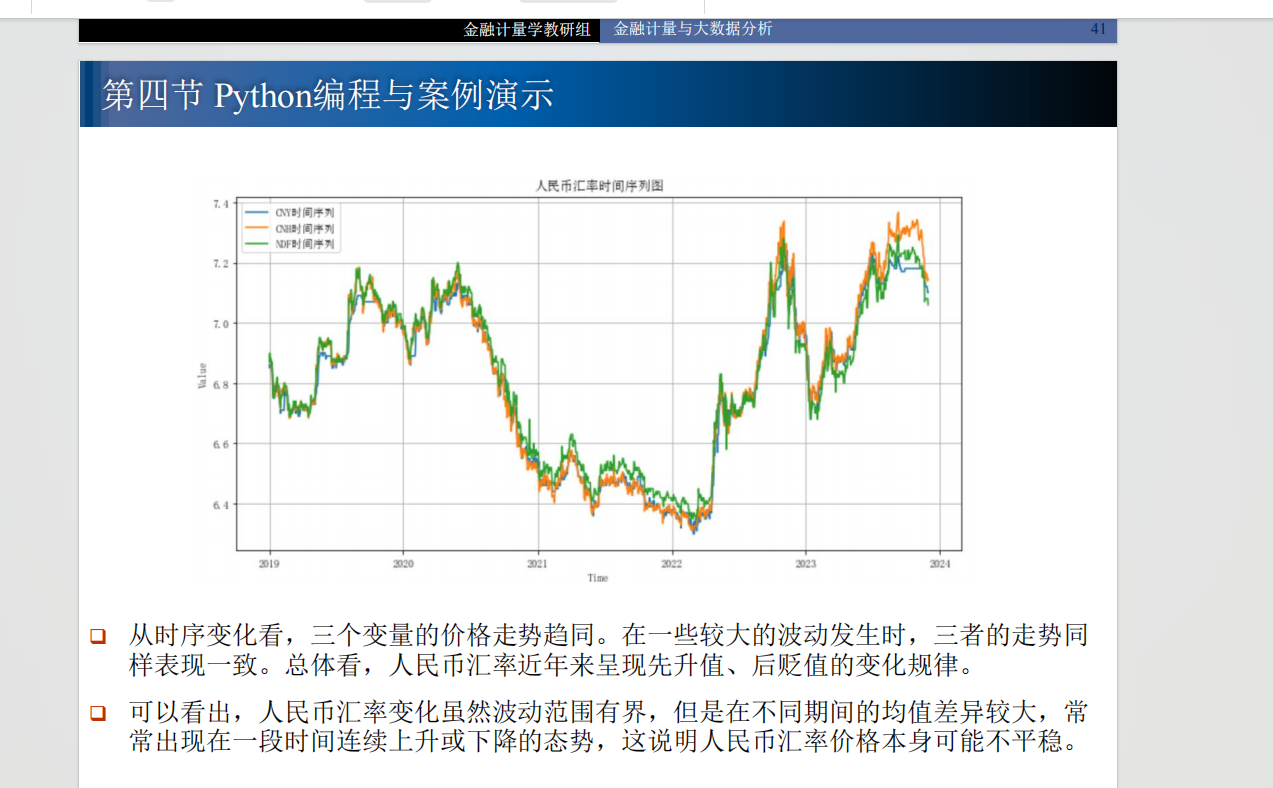 金融计量学教研组 金融计量与大数据分析 41
第四节 Python编程与案例演示
人民币汇率时间序列图
CNY时间序列
CNH时间序列
NDF时间序列
7.4
7.2
7.0
6.8
6.6
6.4
Value
2019 2020 2021 2022 2023 2024
Time
从时序变化看，三个变量的价格走势趋同。在一些较大的波动发生时，三者的走势同
样表现一致。总体看，人民币汇率近年来呈现先升值、后贬值的变化规律。
可以看出，人民币汇率变化虽然波动范围有界，但是在不同期间的均值差异较大，常
常出现在一段时间连续上升或下降的态势，这说明人民币汇率价格本身可能不平稳。